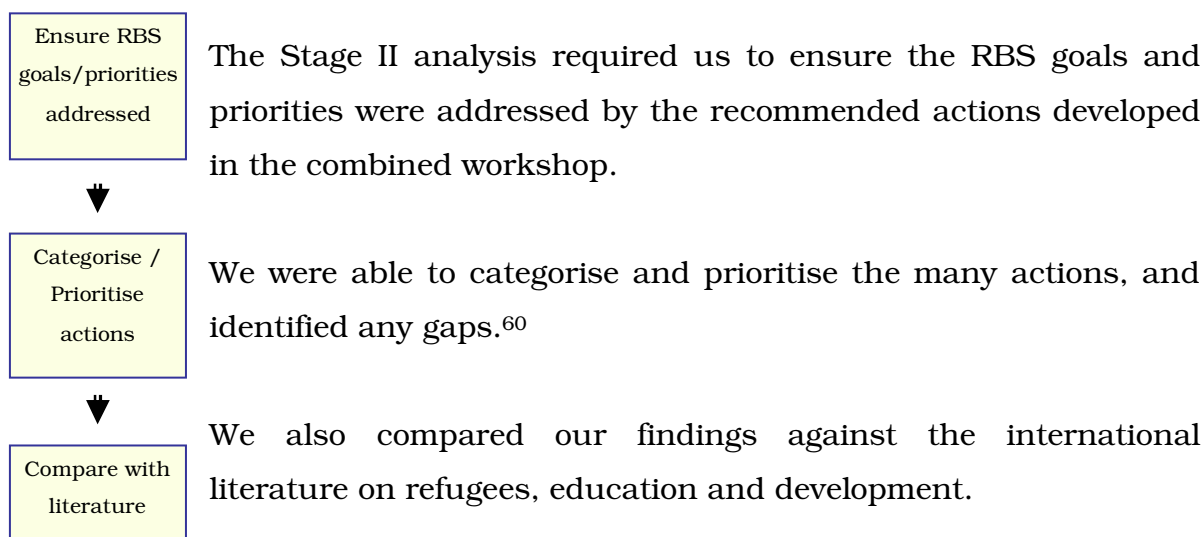 Ensure RBS
goals/priorities
addressed
The Stage II analysis required us to ensure the RBS goals and
priorities were addressed by the recommended actions developed
in the combined workshop.
Categorise /
Prioritise
actions
We were able to categorise and prioritise the many actions, and
identified any gaps.60
Compare with
literature
We also compared our findings against the international
literature on refugees, education and development.